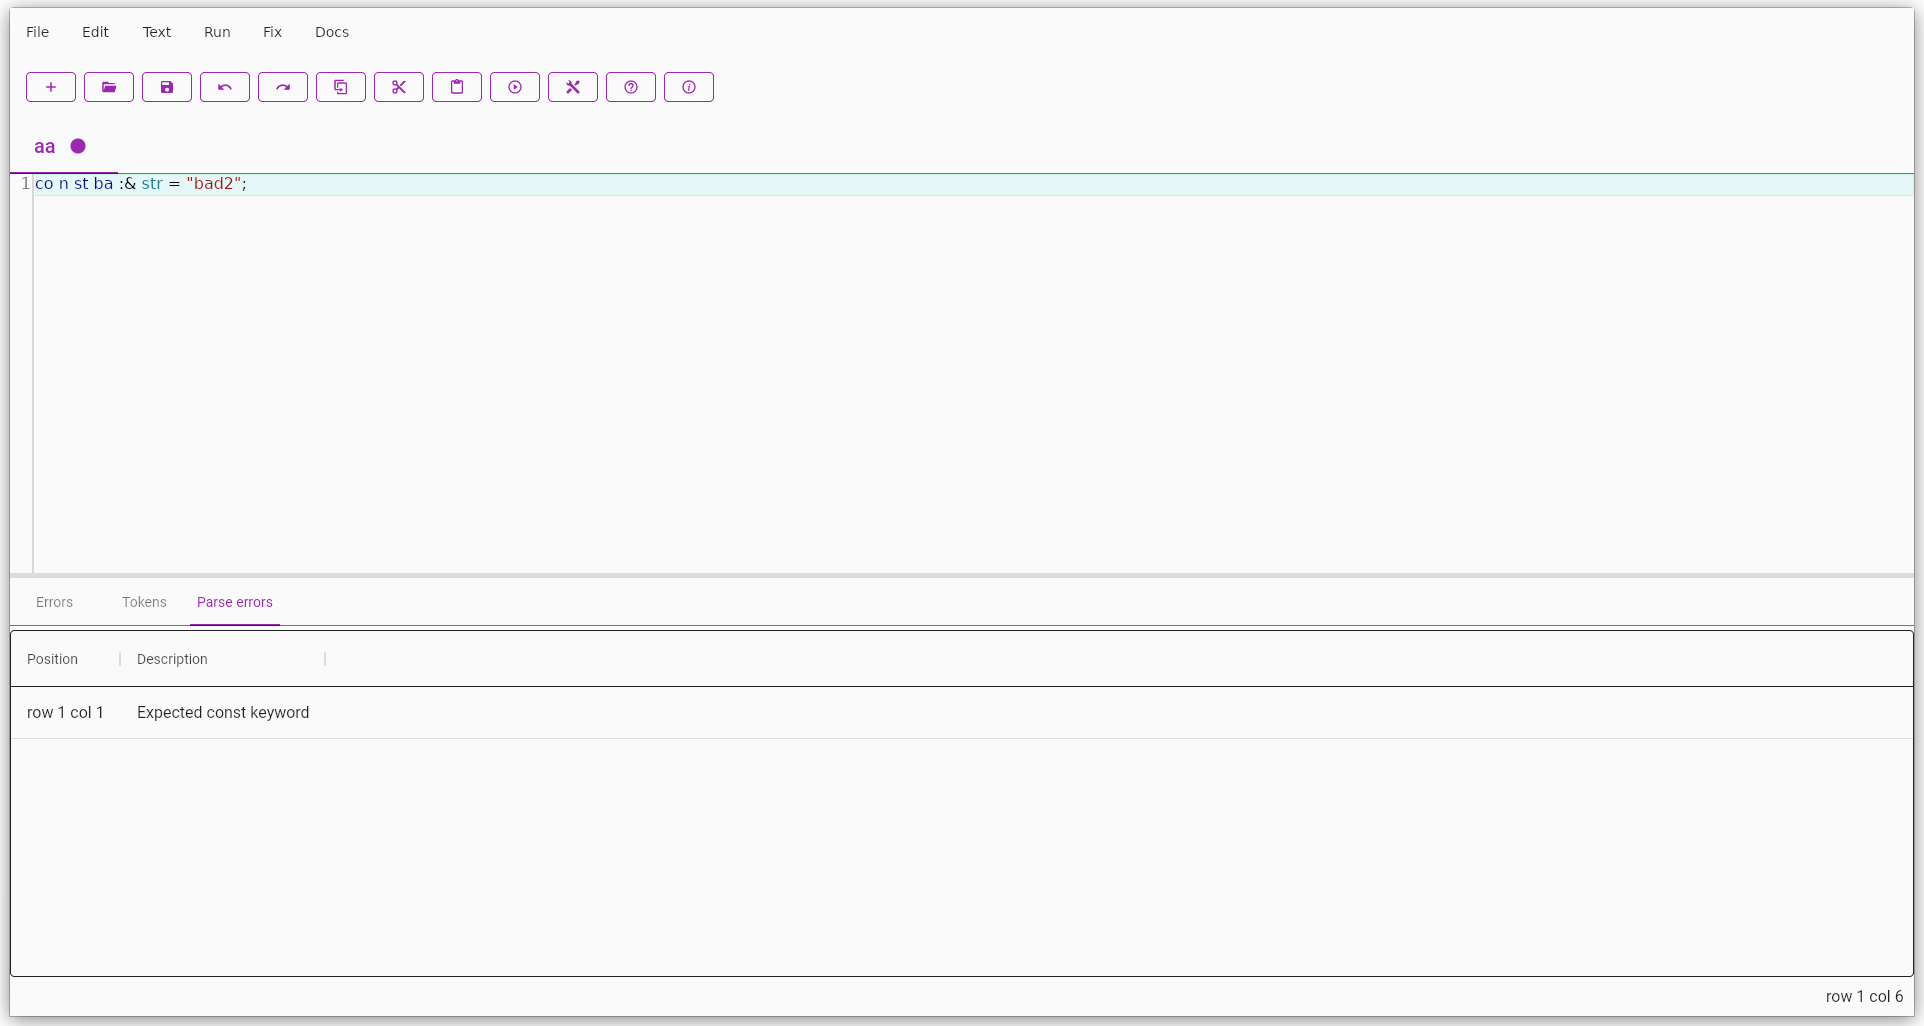 File Edit Text Run Fix Docs
aa
1 co n st ba :& str = "bad2";
Errors Tokens Parse errors
Position Description
row 1 col 1 Expected const keyword
row 1 col 6